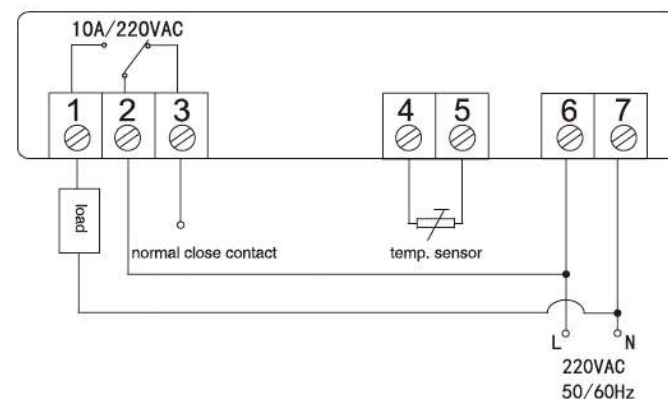 10A/220VAC
1 2 3 4 5 6 7
load
normal close contact
temp. sensor
L N
220VAC
50/60Hz